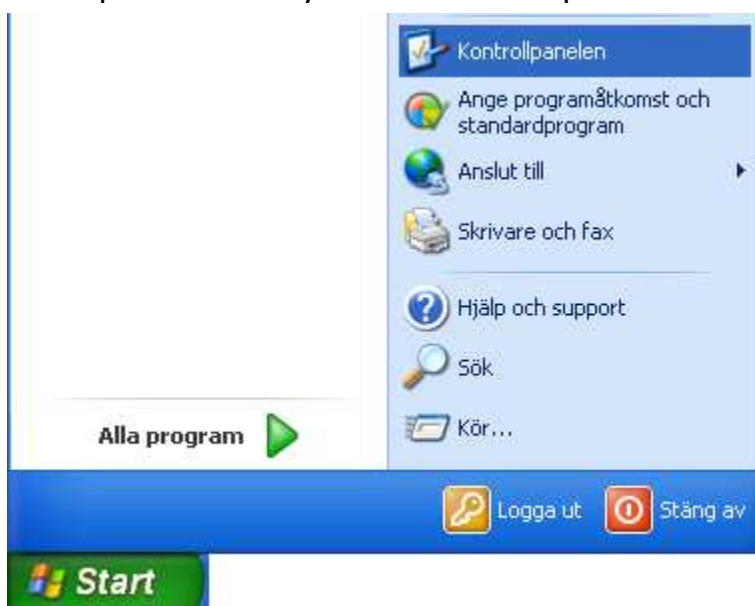 Kontrollpanelen
Ange programåtkomst och
standardprogram
Anslut till
Skrivare och fax
Hjälp och support
Sök
Kör...
Alla program
Logga ut
Stäng av
Start